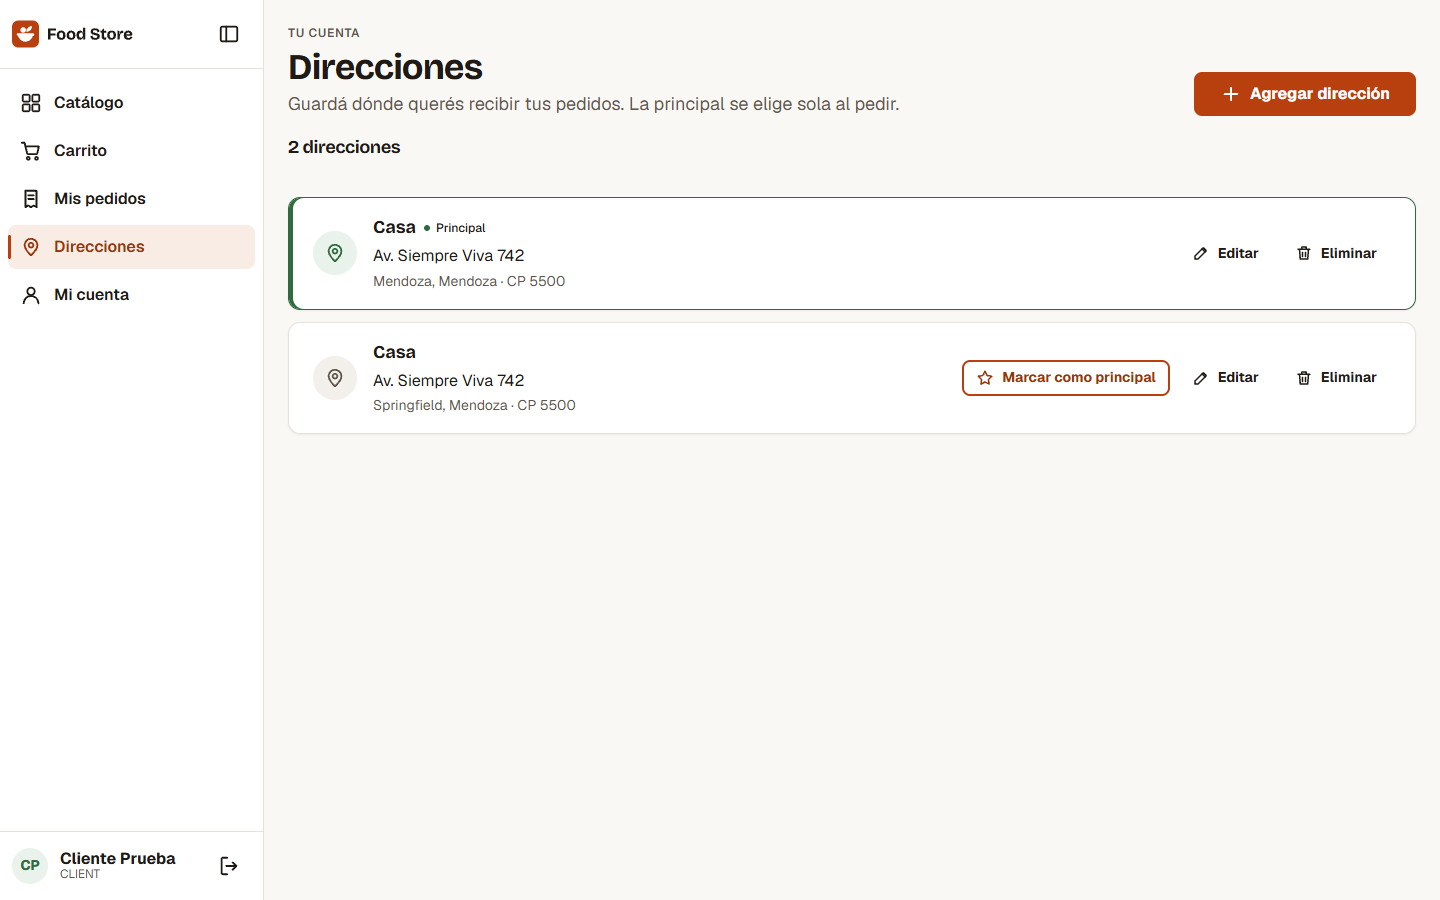 Food Store
Catálogo
Carrito
Mis pedidos
Direcciones
Mi cuenta
CP
Cliente Prueba
CLIENT
TU CUENTA
Direcciones
Guardá dónde querés recibir tus pedidos. La principal se elige sola al pedir.
Agregar dirección
2 direcciones
Casa
Principal
Av. Siempre Viva 742
Mendoza, Mendoza · CP 5500
Editar
Eliminar
Casa
Av. Siempre Viva 742
Springfield, Mendoza · CP 5500
Marcar como principal
Editar
Eliminar